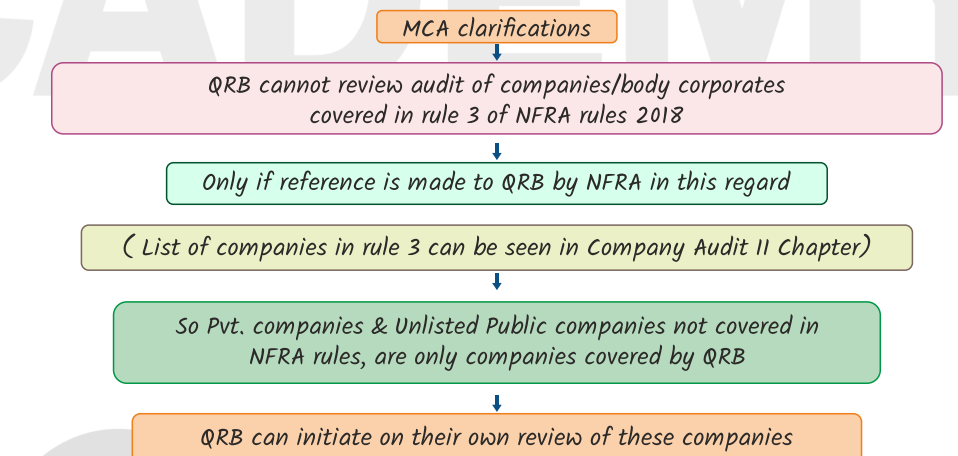 MCA clarifications
QRB cannot review audit of companies/body corporates
covered in rule 3 of NFRA rules 2018
Only if reference is made to QRB by NFRA in this regard
( List of companies in rule 3 can be seen in Company Audit II Chapter)
So Pvt. companies & Unlisted Public companies not covered in
NFRA rules, are only companies covered by QRB
QRB can initiate on their own review of these companies